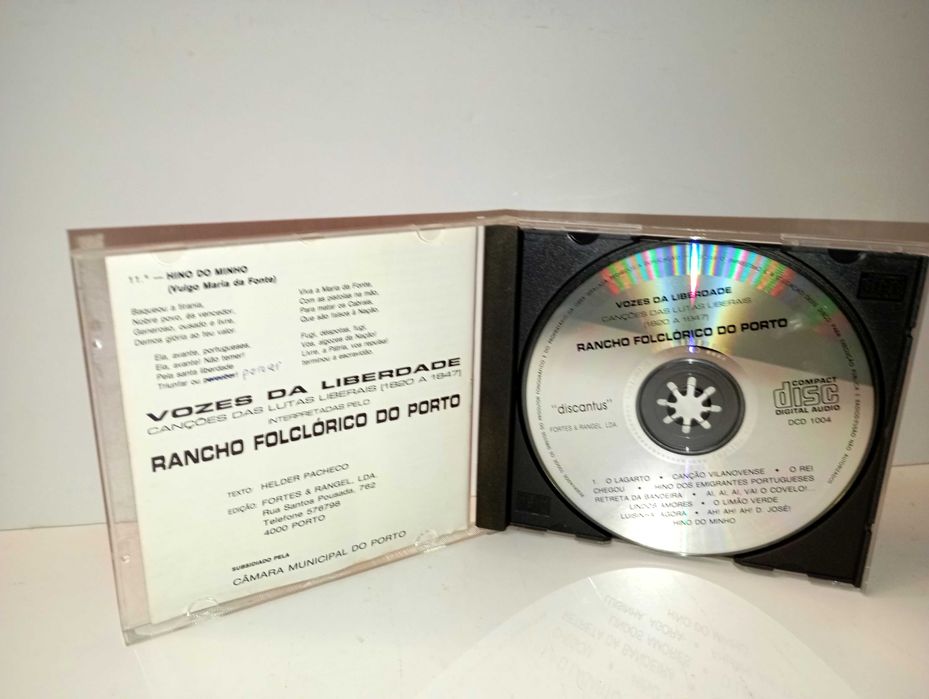 11.ª — HINO DO MINHO
(Vulgo Maria da Fonte)
Baqueou a tirania,
Nobre povo, és vencedor,
Generoso, ousado e livre,
Demos glória ao teu valor.
Eia, avante, portugueses,
Eia, avante! Não temer!
Pela santa liberdade
Triunfar ou perecer! perecer
Viva a Maria da Fonte,
Com as pistolas na mão,
Para matar os Cabrais,
Que são falsos à Nação.
Fugi, déspotas, fugi,
Vós, algozes da Nação!
Livre, a Pátria, vos repulsa!
terminou a escravidão.
VOZES DA LIBERDADE
CANÇÕES DAS LUTAS LIBERAIS [1820 A 1847]
INTERPRETADAS PELO
RANCHO FOLCLÓRICO DO PORTO
TEXTO: HELDER PACHECO
EDIÇÃO: FORTES & RANGEL, LDA.
Rua Santos Pousada, 762
Telefone 576798
4000 PORTO
SUBSIDIADO PELA
CÂMARA MUNICIPAL DO PORTO
VOZES DA LIBERDADE
CANÇÕES DAS LUTAS LIBERAIS
[1820 A 1847]
RANCHO FOLCLÓRICO DO PORTO
"discantus"
FORTES & RANGEL, LDA.
COMPACT
disc
DIGITAL AUDIO
DCD 1004
1. O LAGARTO • CANÇÃO VILANOVENSE • O REI
CHEGOU • HINO DOS EMIGRANTES PORTUGUESES
RETRETA DA BANDEIRA • AI, AI, AI, VAI O COVELO!...
LINDOS AMORES • O LIMÃO VERDE
LUISINHA AGORA • AH! AH! AH! D. JOSÉ!
HINO DO MINHO